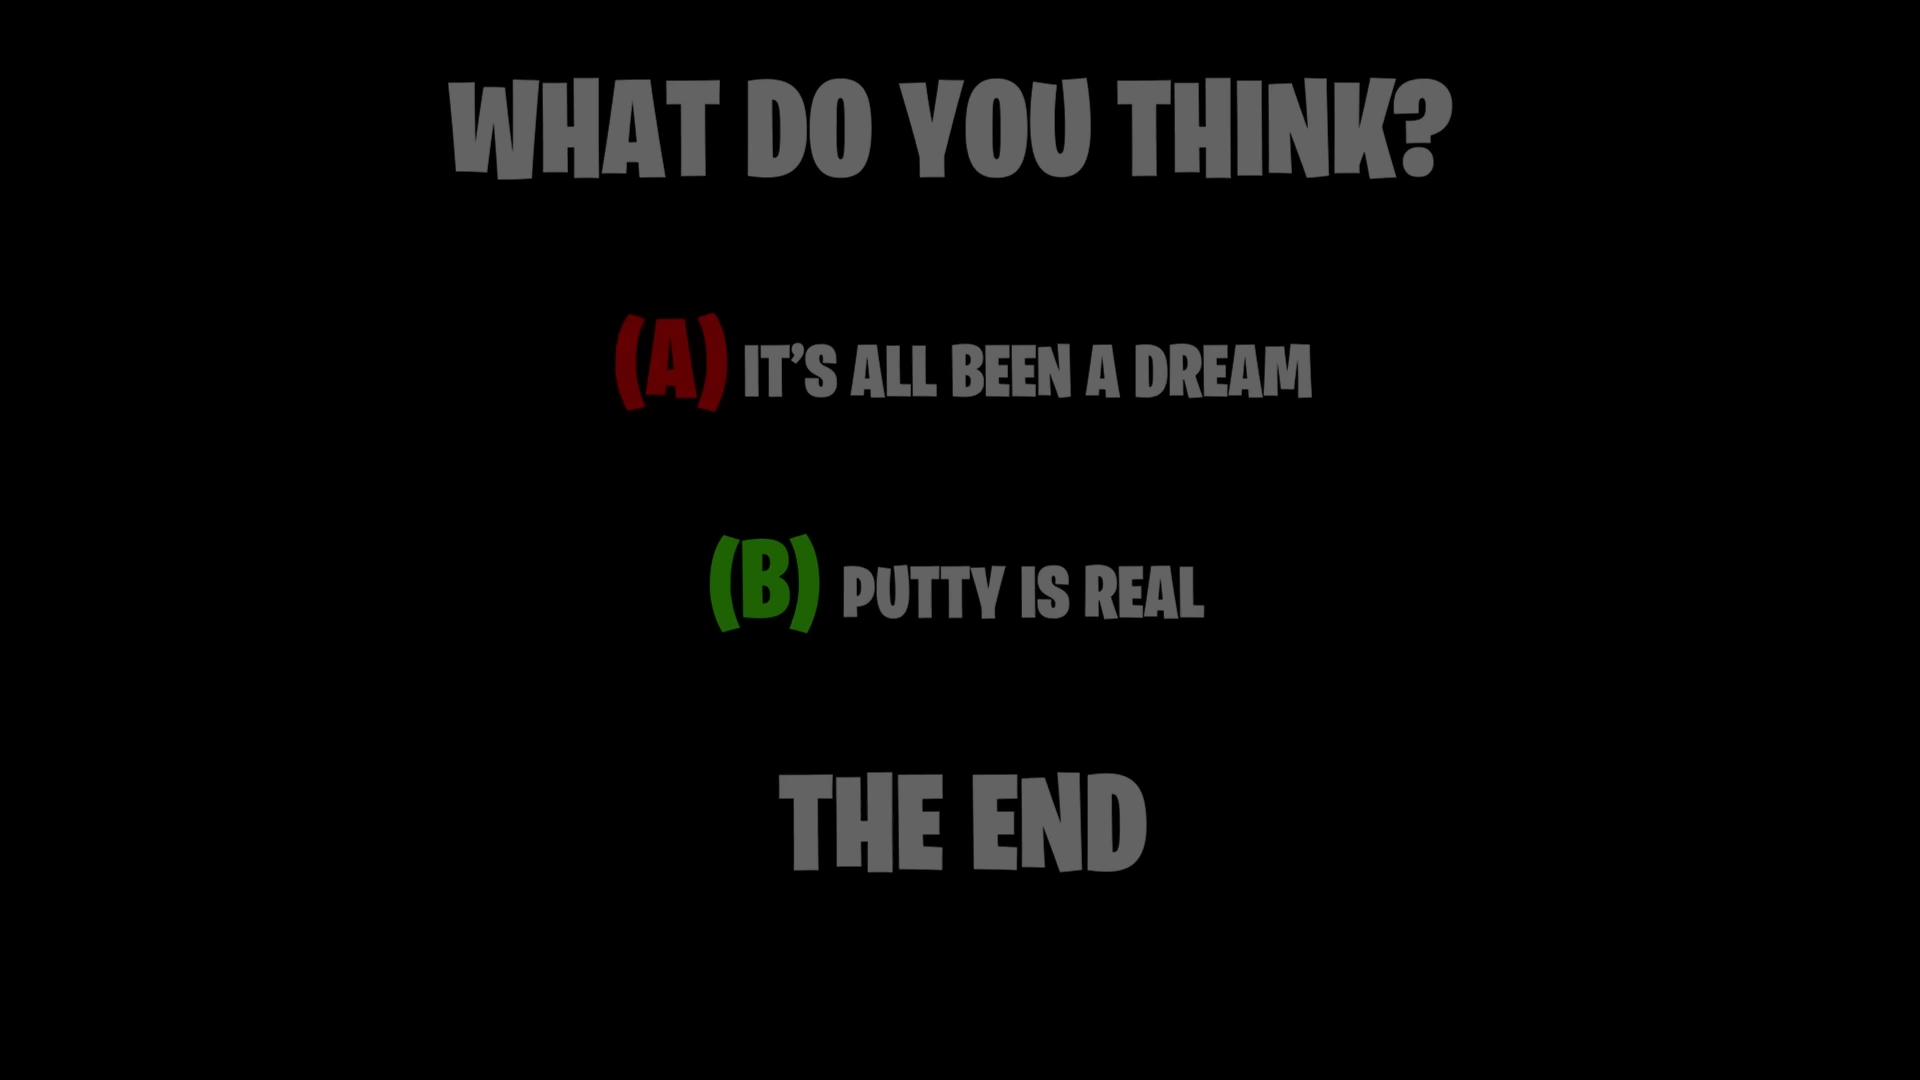 WHAT DO YOU THINK?
(A) IT'S ALL BEEN A DREAM
(B) PUTTY IS REAL
THE END